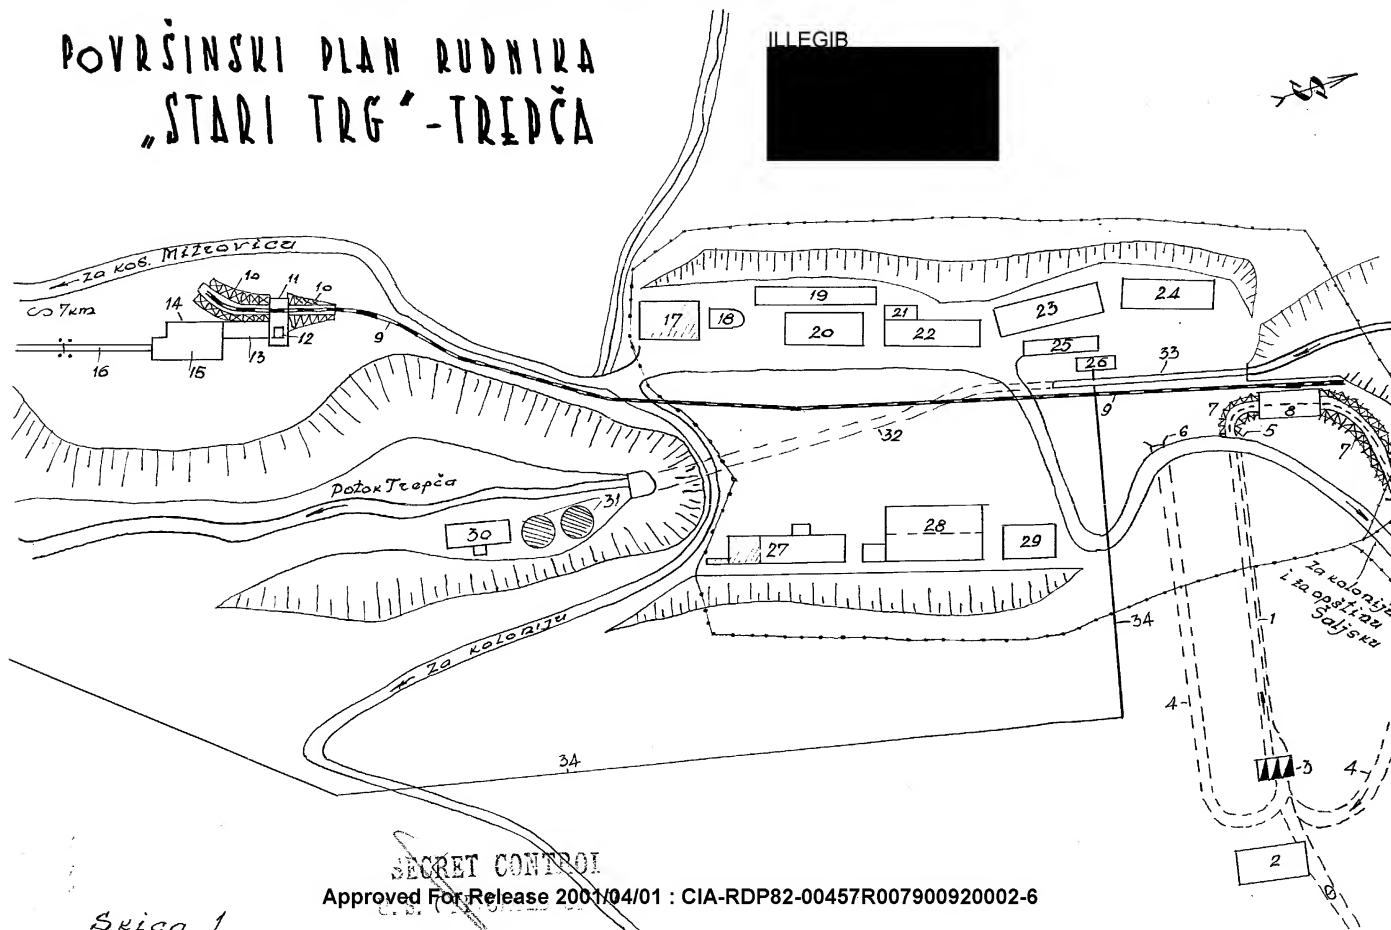 POVRŠINSKI PLAN RUDNIKA
„STARI TRG" - TREPČA
ILLEGIB
S
za kos. Mitrovica
∽ 7km
10
11
10
14
12
9
13
15
16
17
18
19
20
21
22
23
24
25
26
33
9
32
7
8
5
6
7
Potok Trepča
31
30
27
28
29
za koloniju
i za opštinu
Šaljsku
za koloniju
34
1
4
4
3
34
2
SECRET CONTROL
Approved For Release 2001/04/01 : CIA-RDP82-00457R007900920002-6
Skica 1